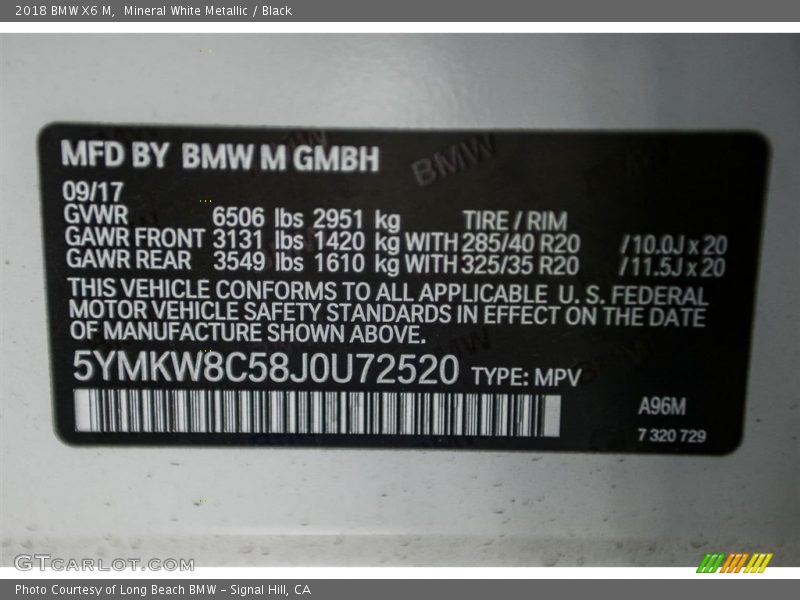 2018 BMW X6 M,  Mineral White Metallic / Black
MFD BY BMW M GMBH
BMW
09/17
GVWR 6506 lbs 2951 kg TIRE / RIM
GAWR FRONT 3131 lbs 1420 kg WITH 285/40 R20 /10.0J x 20
GAWR REAR 3549 lbs 1610 kg WITH 325/35 R20 /11.5J x 20
THIS VEHICLE CONFORMS TO ALL APPLICABLE U. S. FEDERAL
MOTOR VEHICLE SAFETY STANDARDS IN EFFECT ON THE DATE
OF MANUFACTURE SHOWN ABOVE.
5YMKW8C58J0U72520 TYPE: MPV
A96M
7 320 729
GTCARLOT.COM
Photo Courtesy of Long Beach BMW – Signal Hill, CA